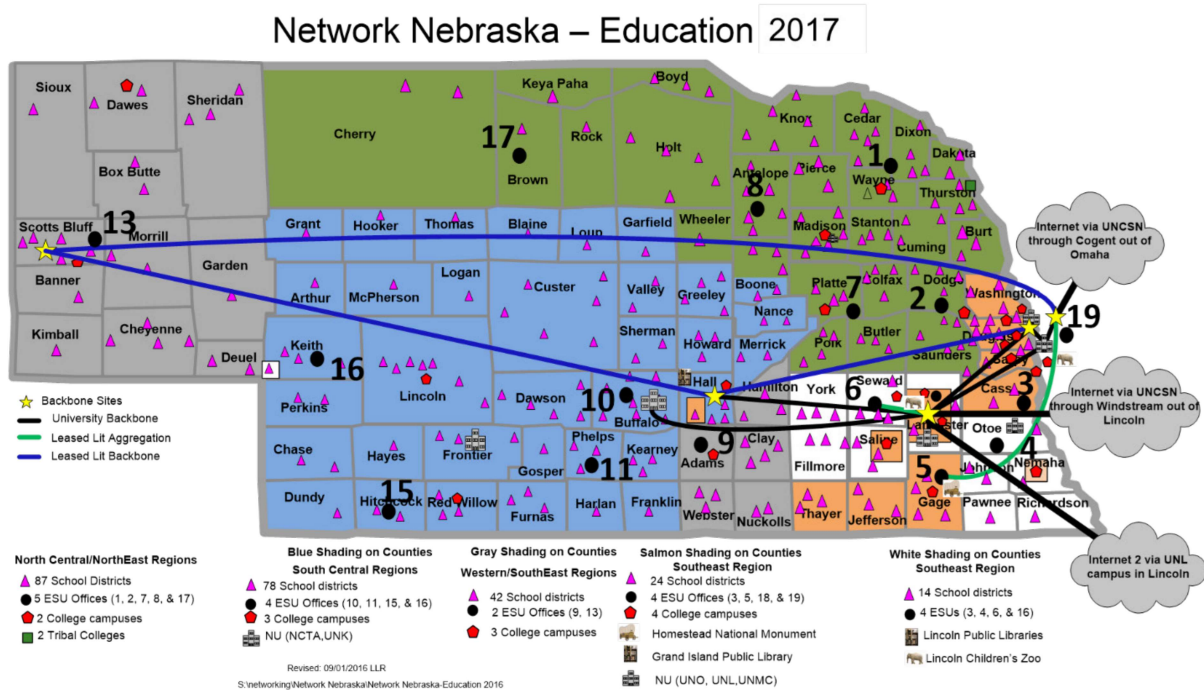 Network Nebraska – Education 2017
Sioux
Dawes
Sheridan
Box Butte
Scotts Bluff
13
Morrill
Banner
Garden
Kimball
Cheyenne
Deuel
Cherry
Keya Paha
Boyd
17
Brown
Rock
Holt
Knox
Cedar
Dixon
Dakota
1
Antelope
8
Pierce
Wayne
Thurston
Wheeler
Madison
Stanton
Cuming
Burt
Platte
7
Colfax
2
Dodge
Washington
Polk
Butler
Saunders
Douglas
19
Grant
Hooker
Thomas
Blaine
Loup
Garfield
Arthur
McPherson
Logan
Custer
Valley
Greeley
Boone
Nance
Sherman
Howard
Merrick
Keith
16
Lincoln
Dawson
10
Buffalo
Hall
Hamilton
Perkins
Chase
Hayes
Frontier
Gosper
Phelps
11
Kearney
Dundy
15
Hitchcock
Red Willow
Furnas
Harlan
Franklin
9
Adams
Clay
Webster
Nuckolls
York
6
Seward
Lancaster
3
Cass
Otoe
4
Fillmore
Saline
5
Gage
Johnson
Nemaha
Thayer
Jefferson
Pawnee
Richardson
Internet via UNCSN
through Cogent out of
Omaha
Internet via UNCSN
through Windstream out of
Lincoln
Internet 2 via UNL
campus in Lincoln
Backbone Sites
University Backbone
Leased Lit Aggregation
Leased Lit Backbone
North Central/NorthEast Regions
87 School Districts
5 ESU Offices (1, 2, 7, 8, & 17)
2 College campuses
2 Tribal Colleges
Blue Shading on Counties
South Central Regions
78 School districts
4 ESU Offices (10, 11, 15, & 16)
3 College campuses
NU (NCTA,UNK)
Gray Shading on Counties
Western/SouthEast Regions
42 School districts
2 ESU Offices (9, 13)
3 College campuses
Salmon Shading on Counties
Southeast Region
24 School districts
4 ESU Offices (3, 5, 18, & 19)
4 College campuses
Homestead National Monument
Grand Island Public Library
NU (UNO, UNL,UNMC)
White Shading on Counties
Southeast Region
14 School districts
4 ESUs (3, 4, 6, & 16)
Lincoln Public Libraries
Lincoln Children's Zoo
Revised: 09/01/2016 LLR
S:\networking\Network Nebraska\Network Nebraska-Education 2016